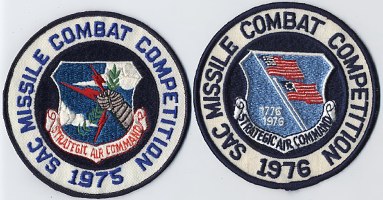 SAC MISSILE COMBAT COMPETITION
STRATEGIC AIR COMMAND
1975
SAC MISSILE COMBAT COMPETITION
1776
1976
STRATEGIC AIR COMMAND
1976